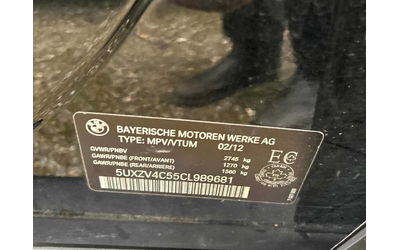 BMW
BAYERISCHE MOTOREN WERKE AG
TYPE: MPV/VTUM 02/12
GVWR/PNBV 2745 kg
GAWR/PNBE (FRONT/AVANT) 1270 kg
GAWR/PNBE (REAR/ARRIERE) 1560 kg
5UXZV4C55CL989681